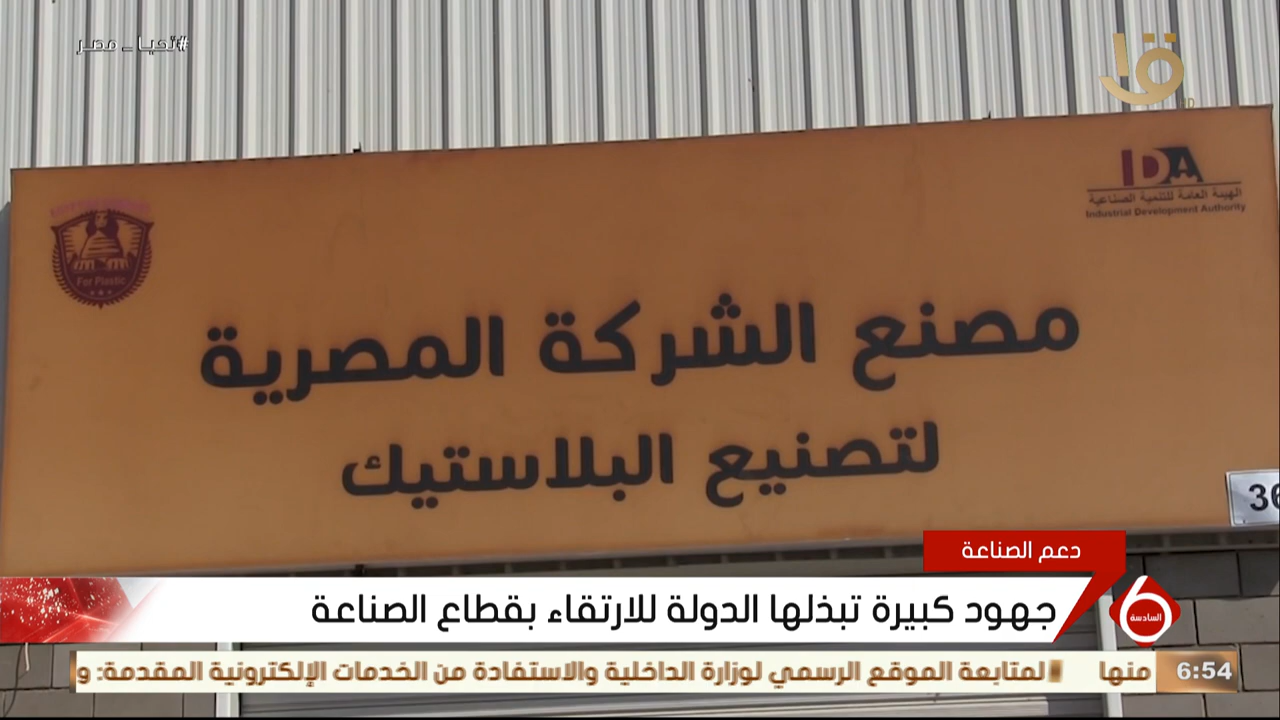 #تحيا_مصر
IDA
الهيئة العامة للتنمية الصناعية
Industrial Development Authority
For Plastic
مصنع الشركة المصرية
لتصنيع البلاستيك
36
دعم الصناعة
جهود كبيرة تبذلها الدولة للارتقاء بقطاع الصناعة
السادسة
6:54
منها لمتابعة الموقع الرسمي لوزارة الداخلية والاستفادة من الخدمات الإلكترونية المقدمة: و